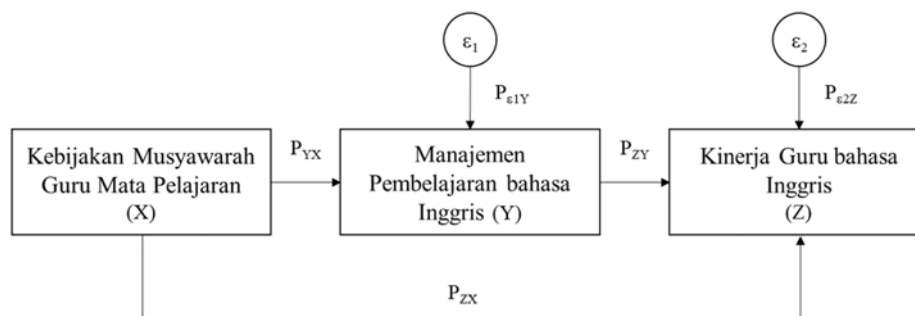 ε1
ε2
Pε1Y
Pε2Z
Kebijakan Musyawarah
Guru Mata Pelajaran
(X)
PYX
Manajemen
Pembelajaran bahasa
Inggris (Y)
PZY
Kinerja Guru bahasa
Inggris
(Z)
PZX